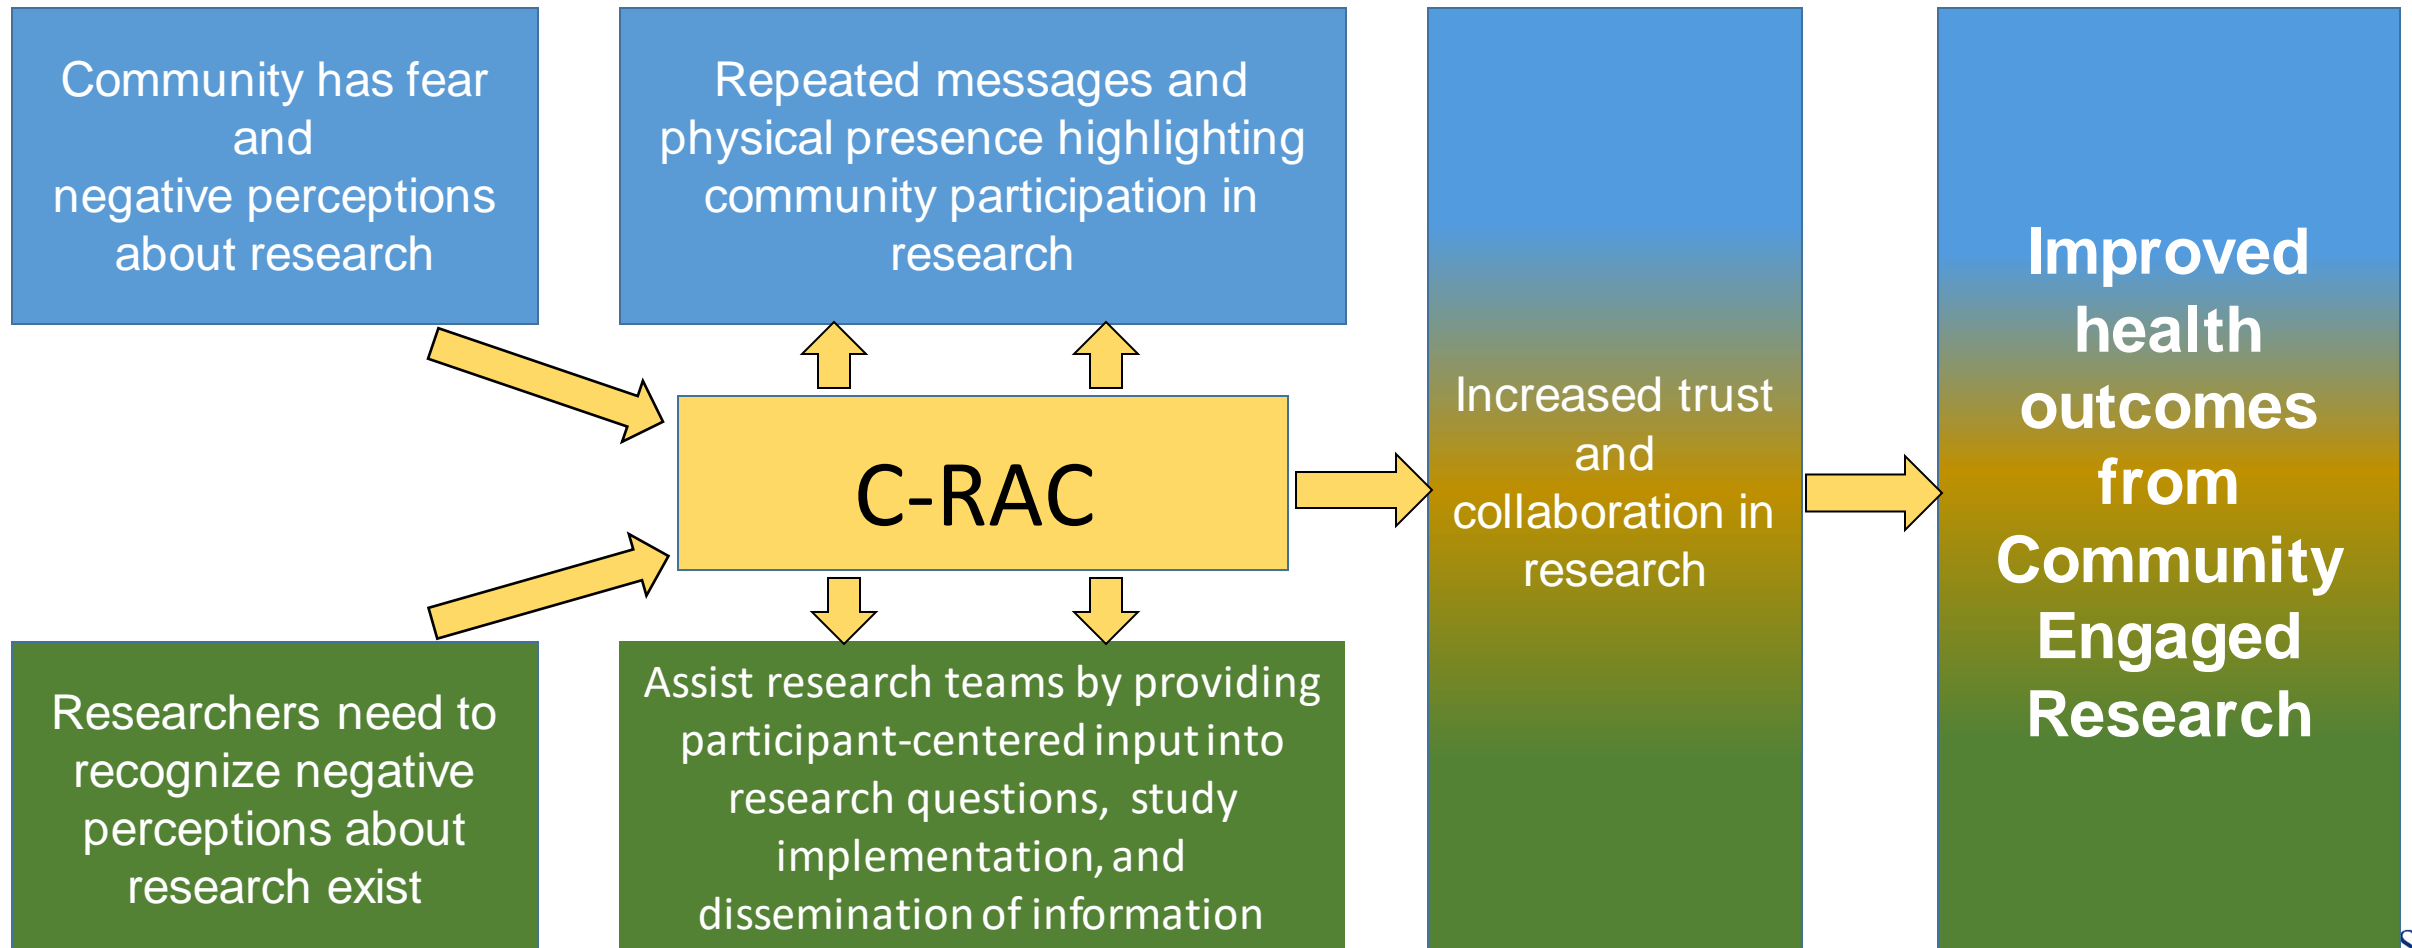 Community has fear
and
negative perceptions
about research
Repeated messages and
physical presence highlighting
community participation in
research
C-RAC
Researchers need to
recognize negative
perceptions about
research exist
Assist research teams by providing
participant-centered input into
research questions,  study
implementation, and
dissemination of information
Increased trust
and
collaboration in
research
Improved
health
outcomes
from
Community
Engaged
Research